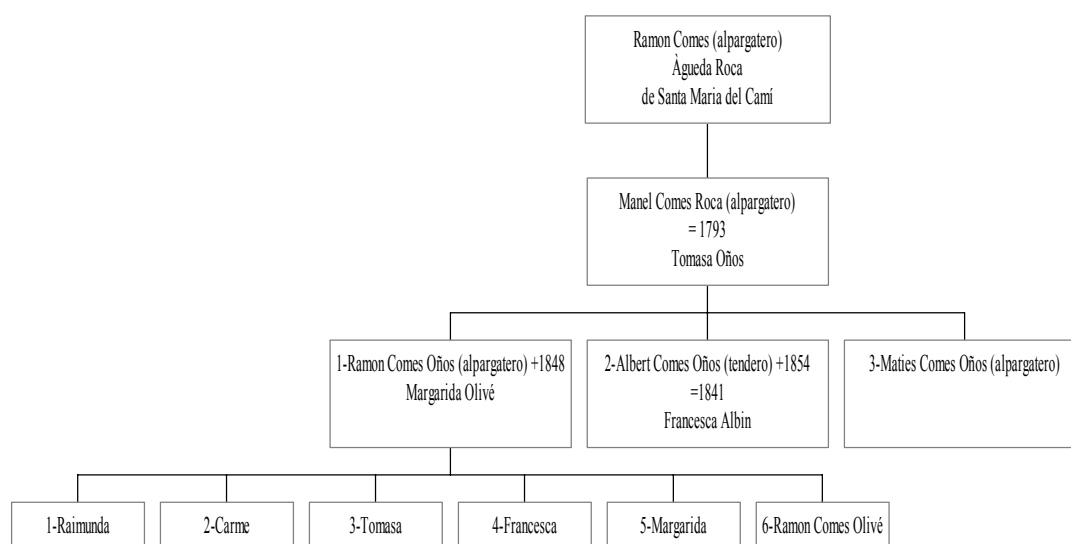 Ramon Comes (alpargatero)
Àgueda Roca
de Santa Maria del Camí
Manel Comes Roca (alpargatero)
= 1793
Tomasa Oños
1-Ramon Comes Oños (alpargatero) +1848
Margarida Olivé
2-Albert Comes Oños (tendero) +1854
=1841
Francesca Albin
3-Maties Comes Oños (alpargatero)
1-Raimunda
2-Carme
3-Tomasa
4-Francesca
5-Margarida
6-Ramon Comes Olivé